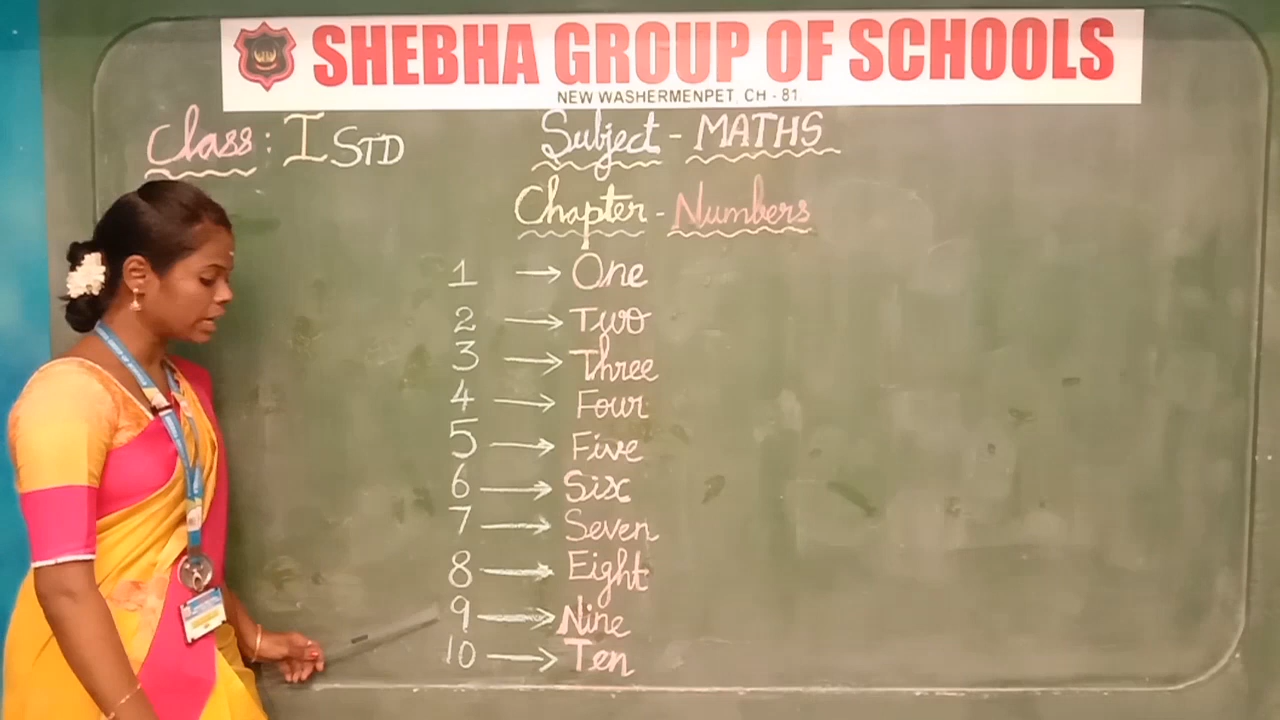 SHEBHA GROUP OF SCHOOLS
NEW WASHERMENPET, CH - 81.
Class : I STD
Subject - MATHS
Chapter - Numbers
1 → One
2 → Two
3 → Three
4 → Four
5 → Five
6 → Six
7 → Seven
8 → Eight
9 → Nine
10 → Ten